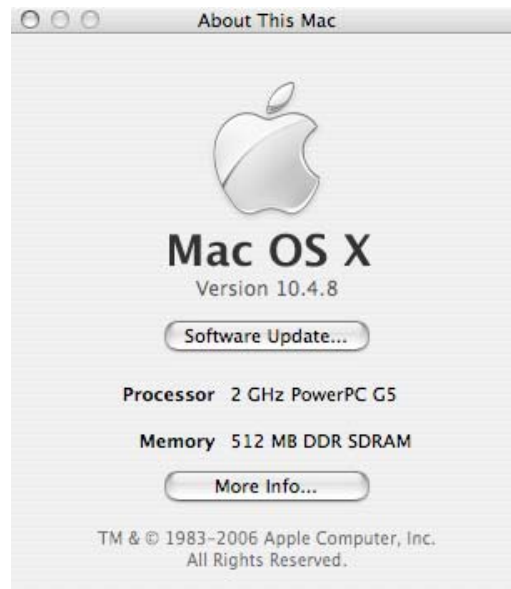 About This Mac
Mac OS X
Version 10.4.8
Software Update...
Processor 2 GHz PowerPC G5
Memory 512 MB DDR SDRAM
More Info...
TM & © 1983–2006 Apple Computer, Inc.
All Rights Reserved.